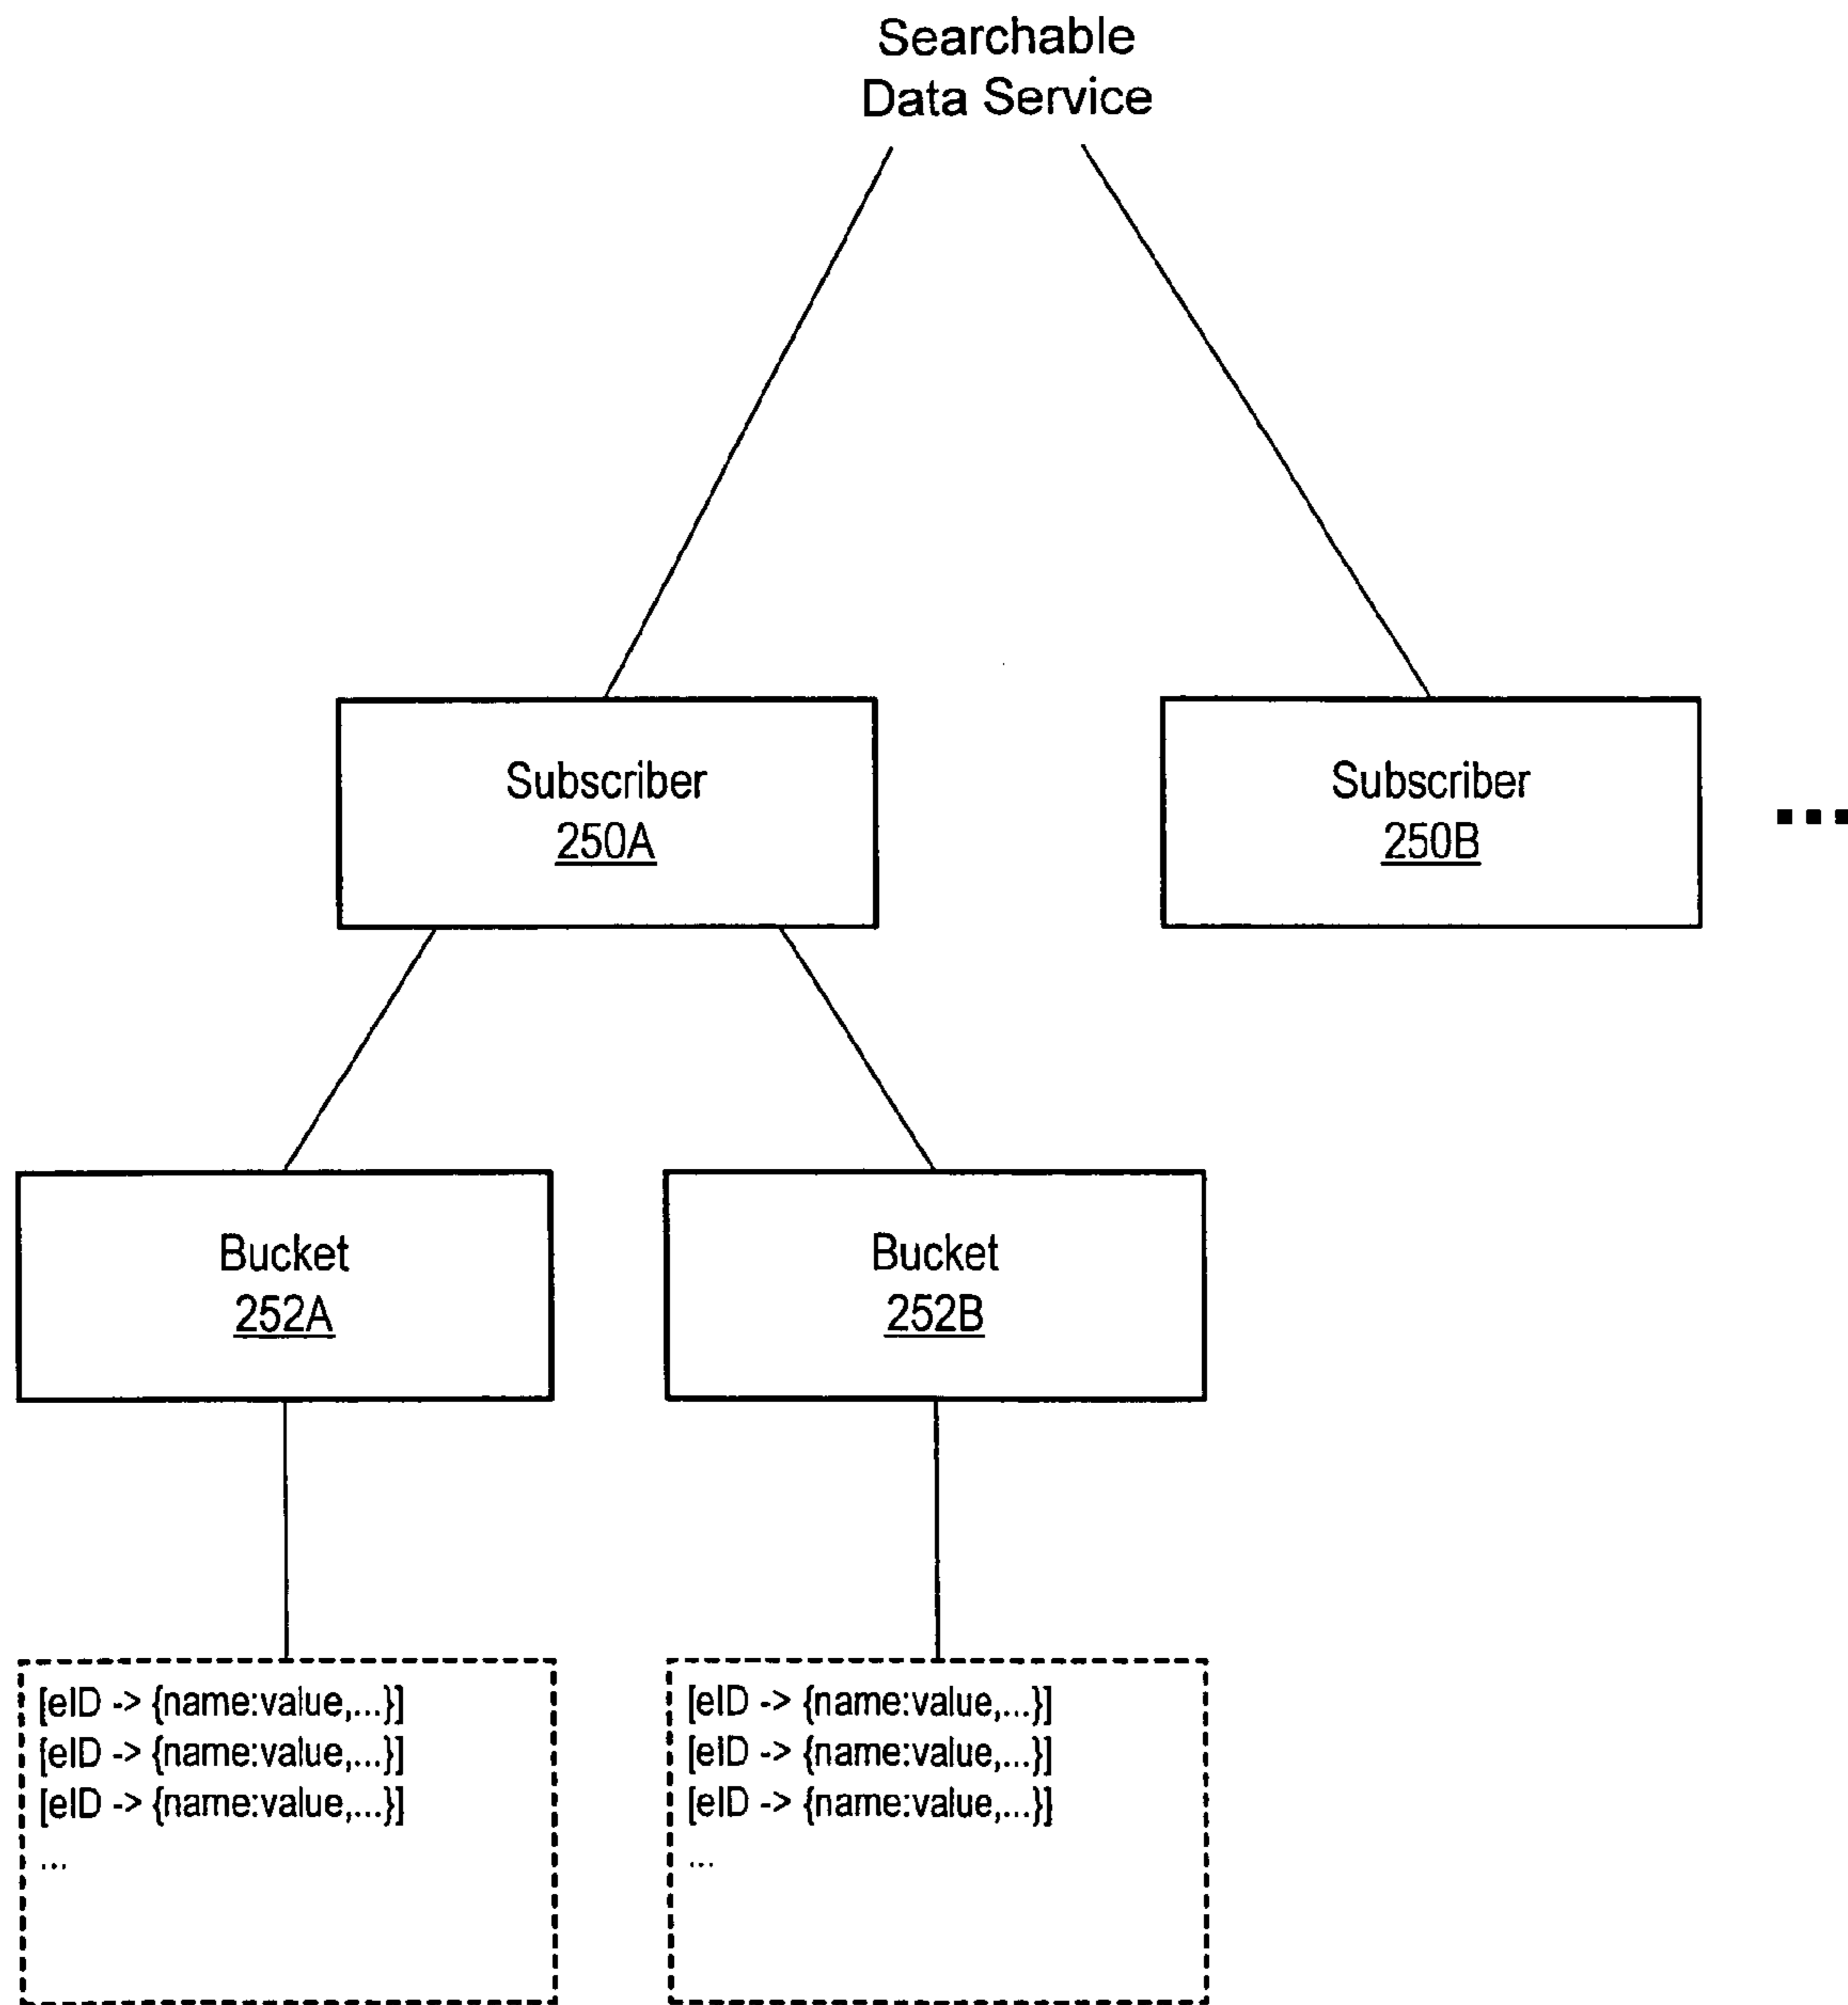 Searchable
Data Service
Subscriber
250A
Subscriber
250B
...
Bucket
252A
Bucket
252B
[eID -> {name:value,...}]
[eID -> {name:value,...}]
[eID -> {name:value,...}]
...
[eID -> {name:value,...}]
[eID -> {name:value,...}]
[eID -> {name:value,...}]
...